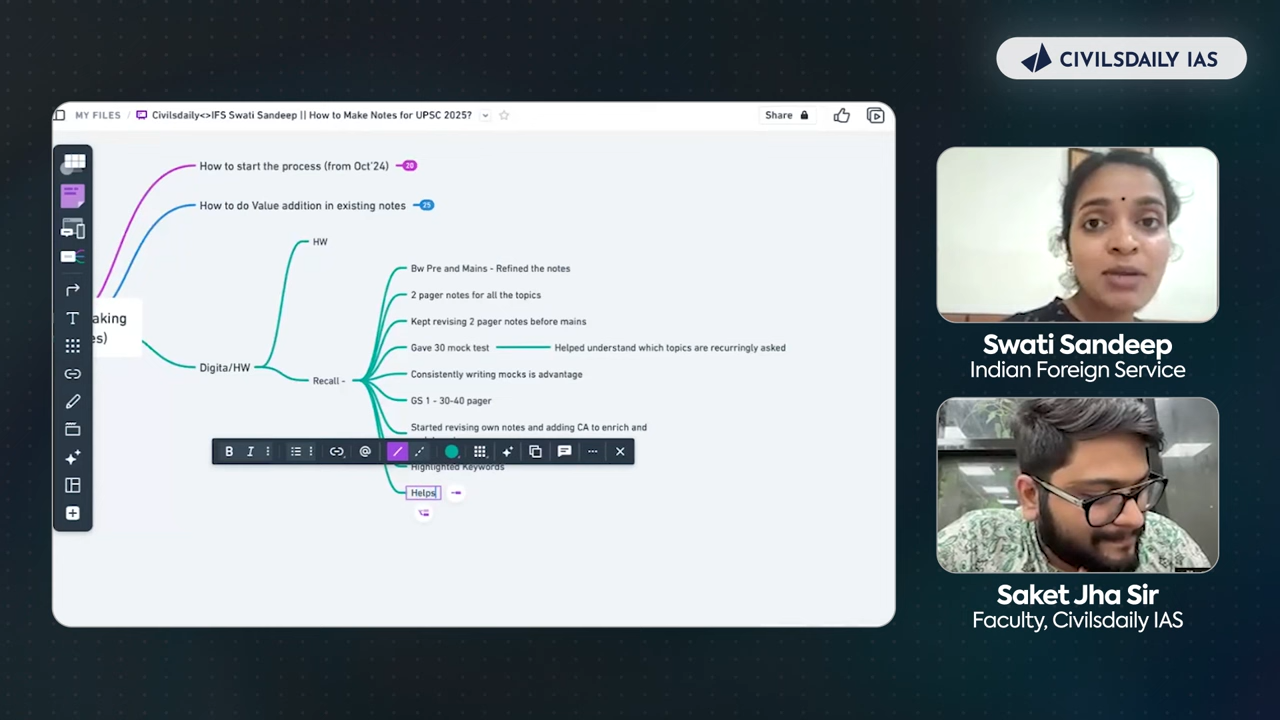 CIVILSDAILY IAS
MY FILES / Civilsdaily<>IFS Swati Sandeep || How to Make Notes for UPSC 2025?
Share
How to start the process (from Oct'24)
20
How to do Value addition in existing notes
25
HW
Bw Pre and Mains - Refined the notes
2 pager notes for all the topics
aking
es)
Kept revising 2 pager notes before mains
Gave 30 mock test
Helped understand which topics are recurringly asked
Digita/HW
Recall -
Consistently writing mocks is advantage
GS 1 - 30-40 pager
Started revising own notes and adding CA to enrich and
B I @
Highlighted Keywords
Helps
Swati Sandeep
Indian Foreign Service
Saket Jha Sir
Faculty, Civilsdaily IAS